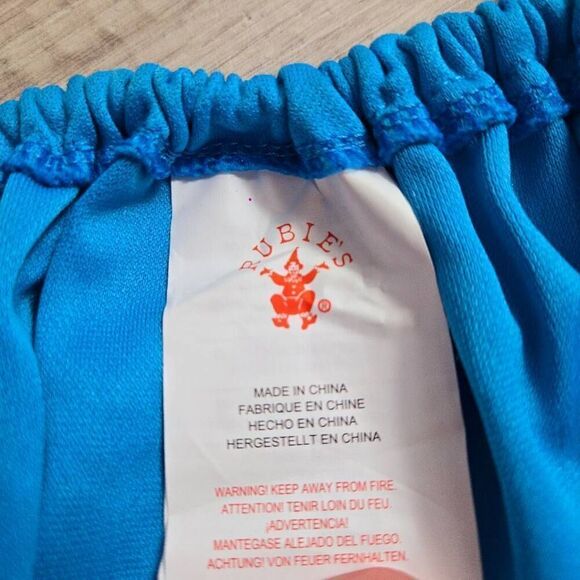 RUBIE'S
®
MADE IN CHINA
FABRIQUE EN CHINE
HECHO EN CHINA
HERGESTELLT EN CHINA
WARNING! KEEP AWAY FROM FIRE.
ATTENTION! TENIR LOIN DU FEU.
¡ADVERTENCIA!
MANTEGASE ALEJADO DEL FUEGO.
ACHTUNG! VON FEUER FERNHALTEN.